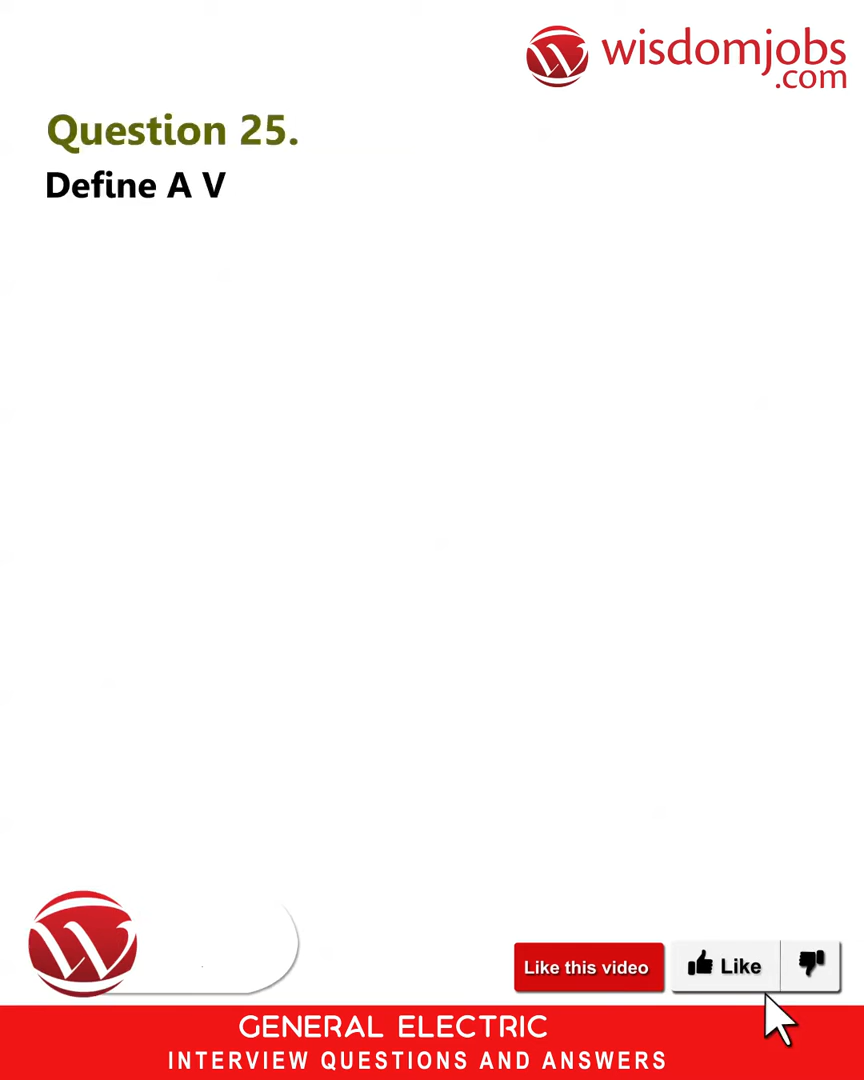 wisdomjobs
.com
Question 25.
Define A V
Like this video
Like
GENERAL ELECTRIC
INTERVIEW QUESTIONS AND ANSWERS